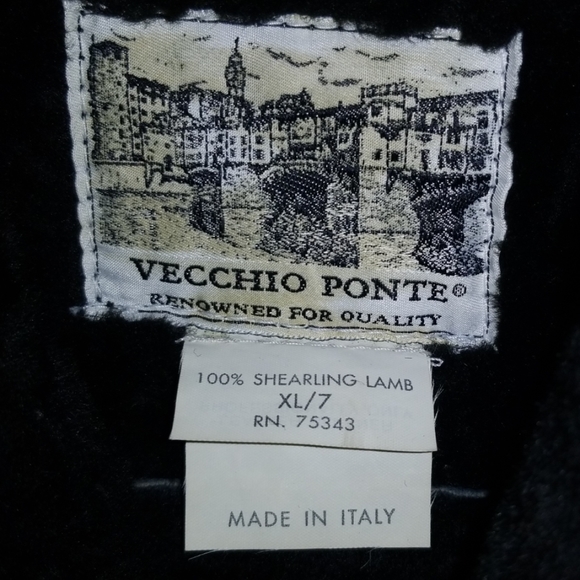 VECCHIO PONTE®
RENOWNED FOR QUALITY
100% SHEARLING LAMB
XL/7
RN. 75343
MADE IN ITALY